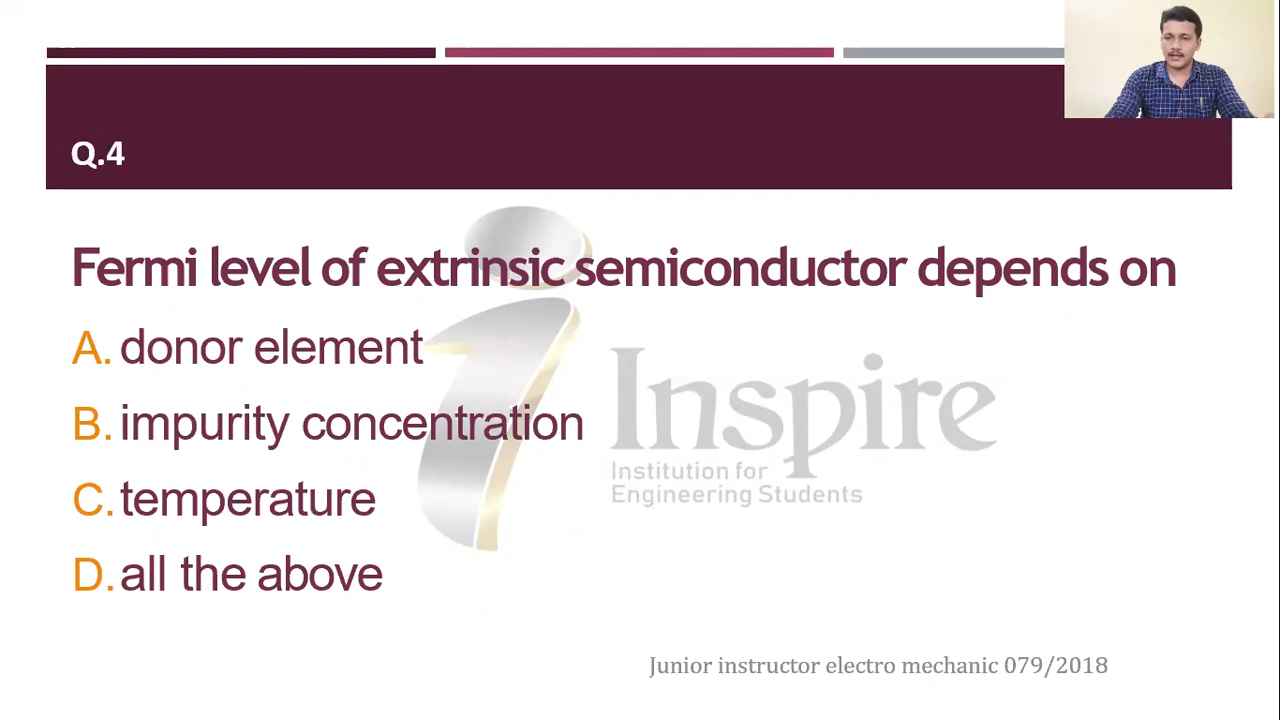 Q.4
Fermi level of extrinsic semiconductor depends on
A. donor element
B. impurity concentration
C. temperature
D. all the above
Inspire
Institution for
Engineering Students
Junior instructor electro mechanic 079/2018